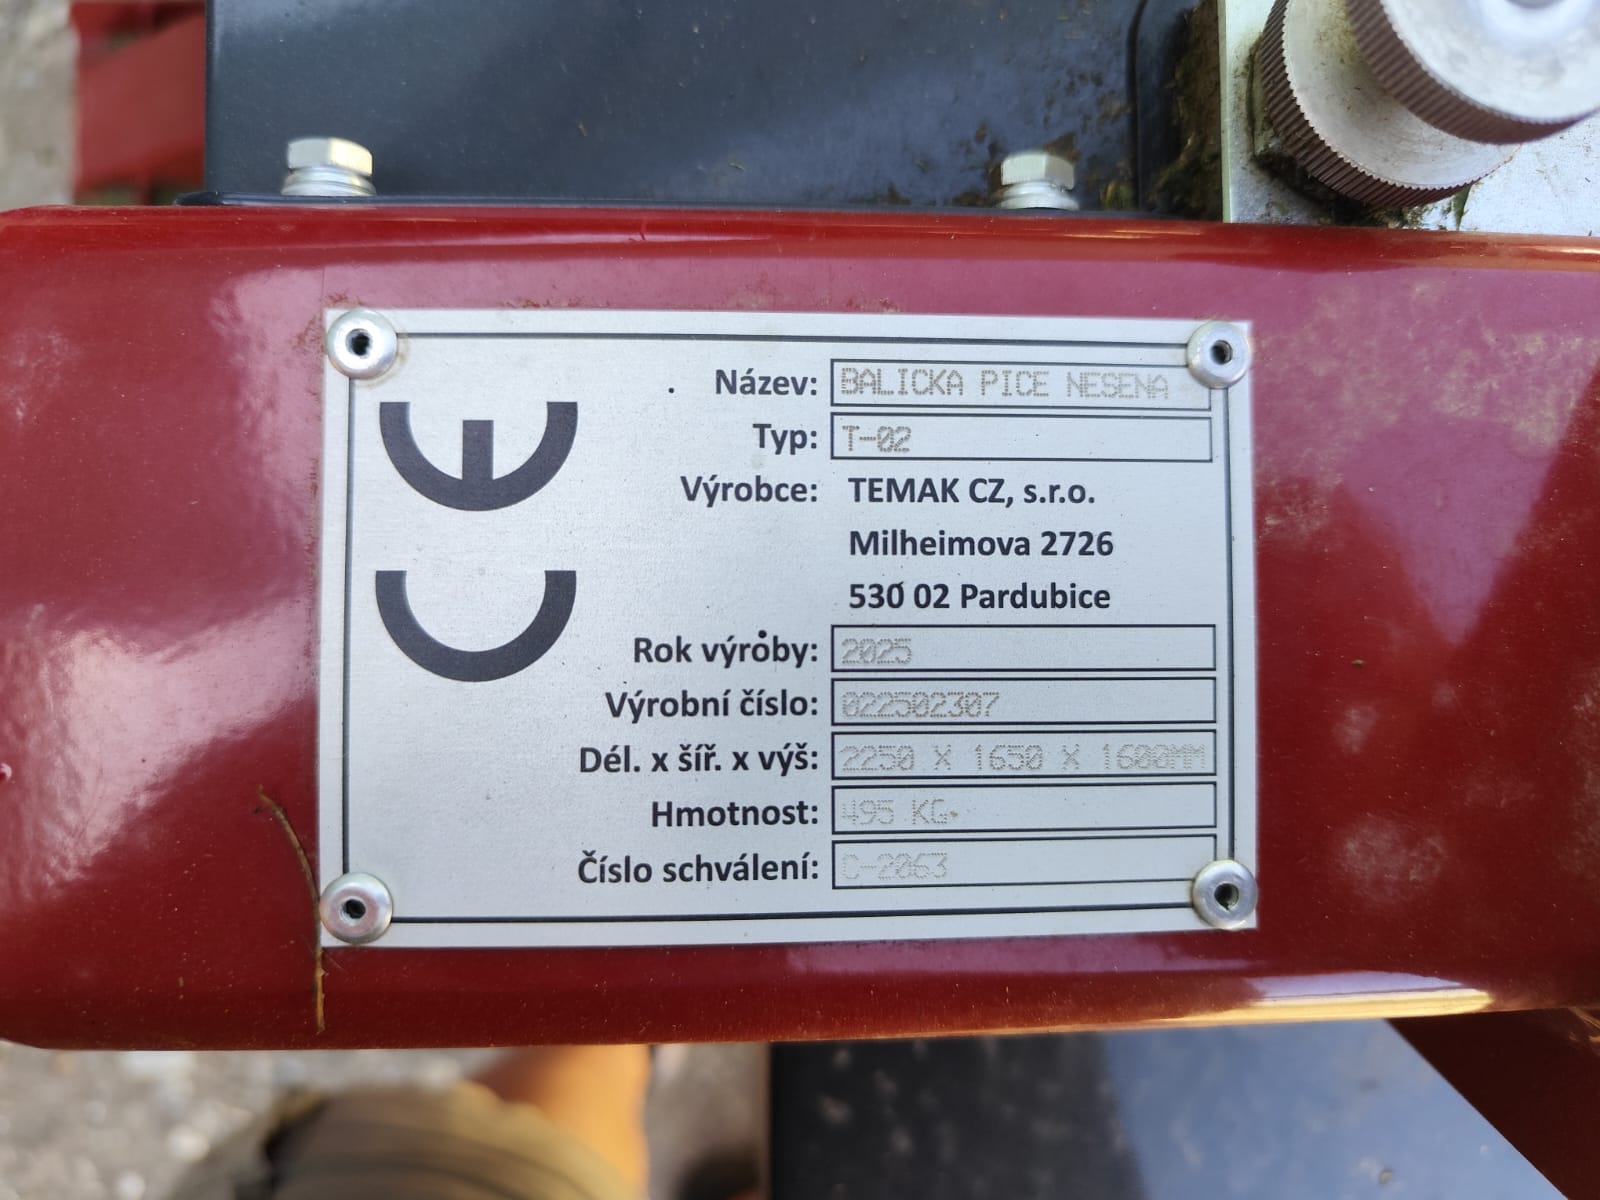 CE
Název: BALICKA PICE NESENA
Typ: T-02
Výrobce: TEMAK CZ, s.r.o.
Milheimova 2726
530 02 Pardubice
Rok výroby: 2025
Výrobní číslo: 022502307
Dél. x šíř. x výš: 2250 X 1650 X 1600MM
Hmotnost: 495 KG
Číslo schválení: C-2063